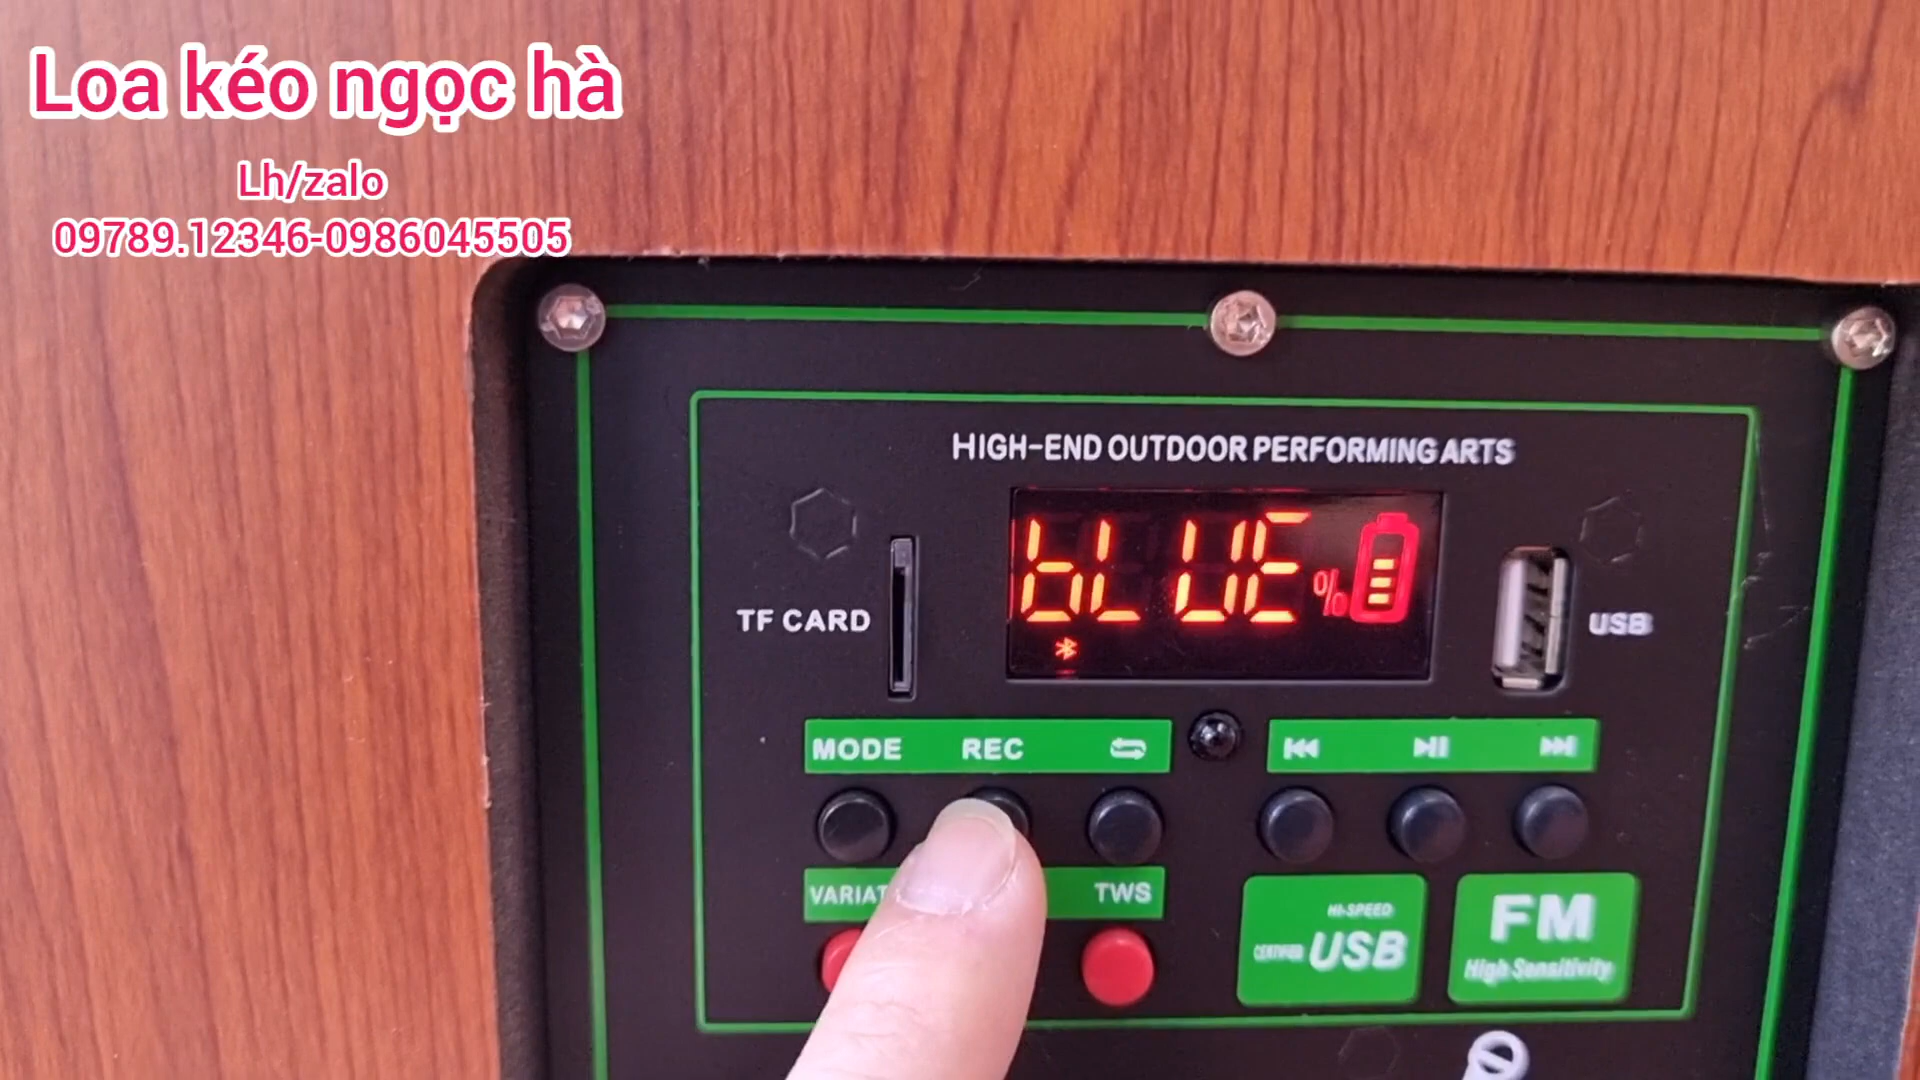 Loa kéo ngọc hà
Lh/zalo
09789.12346-0986045505
HIGH-END OUTDOOR PERFORMING ARTS
bLUE %
TF CARD
USB
MODE REC
TWS
HI-SPEED
CERTIFIED USB
FM
High Sensitivity